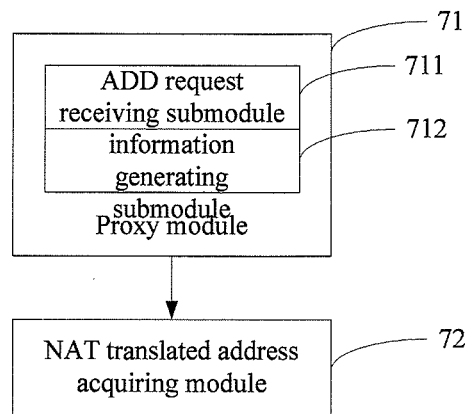 71
ADD request
receiving submodule
711
information
generating
submodule
712
Proxy module
NAT translated address
acquiring module
72